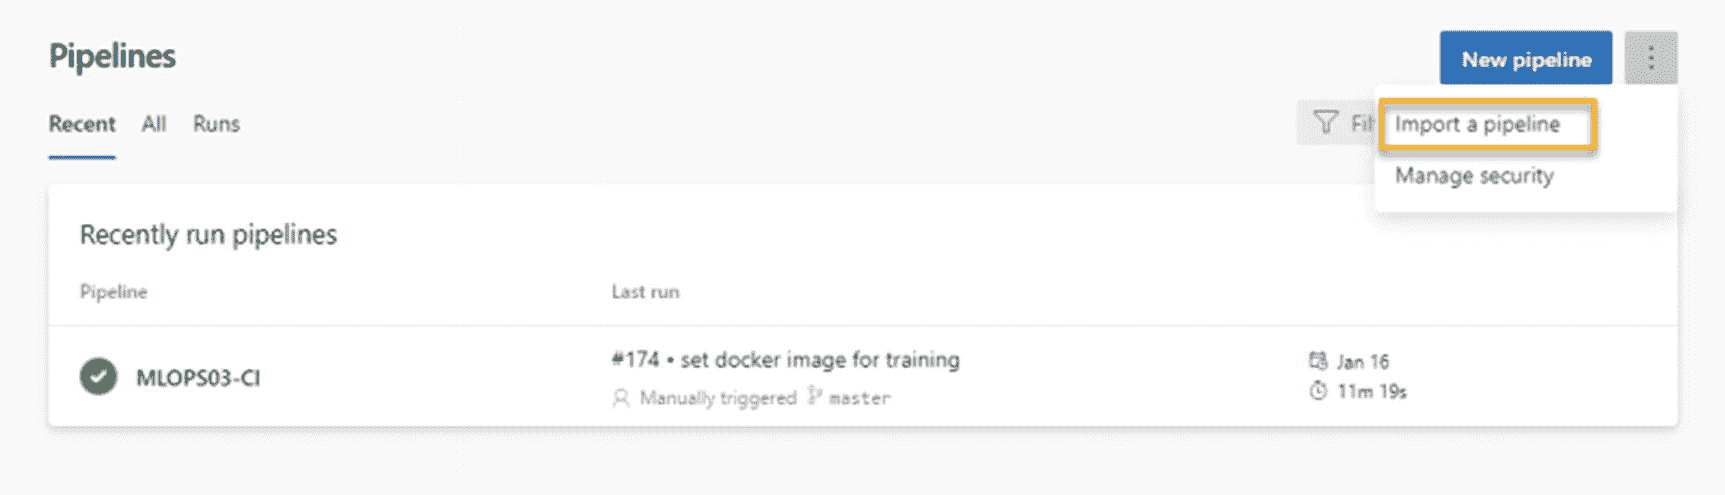 Pipelines
New pipeline
Recent All Runs
Import a pipeline
Manage security
Recently run pipelines
Pipeline Last run
MLOPS03-CI
#174 • set docker image for training
Manually triggered master
Jan 16
11m 19s